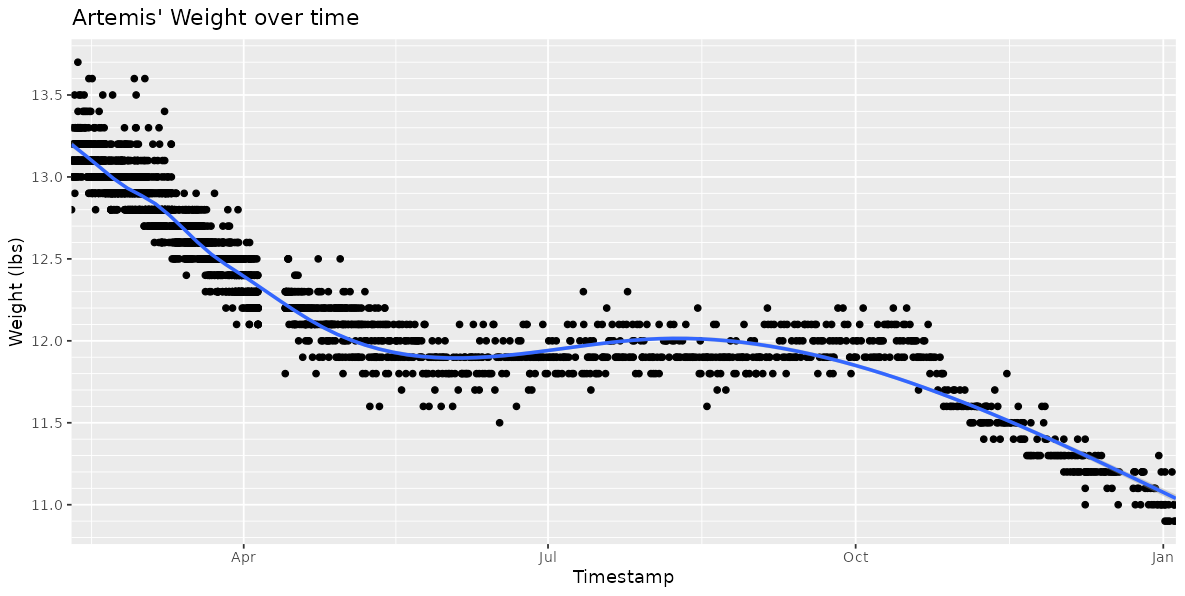 Artemis' Weight over time
Weight (lbs)
13.5
13.0
12.5
12.0
11.5
11.0
Apr
Jul
Oct
Jan
Timestamp